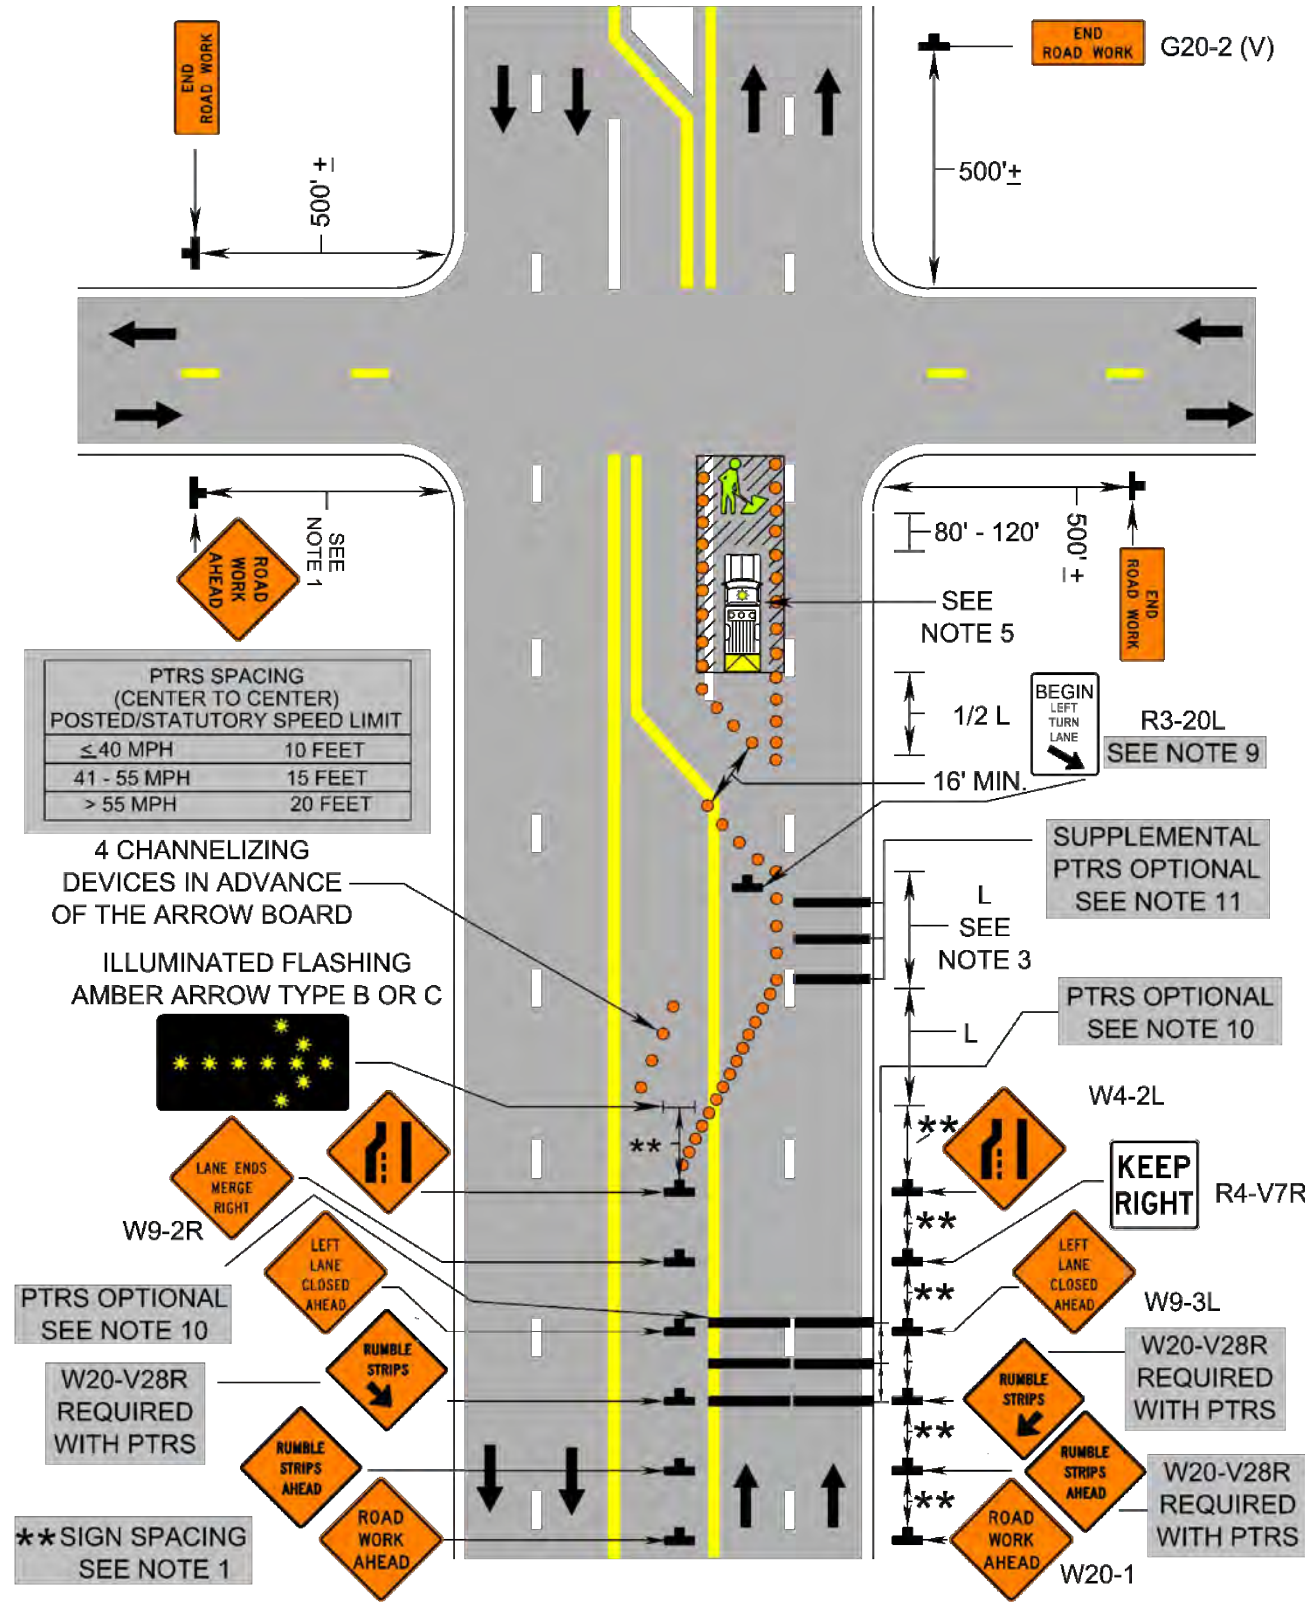 END
ROAD WORK
G20-2 (V)
END
ROAD WORK
500' ±
500'±
SEE
NOTE 1
ROAD
WORK
AHEAD
80' - 120'
500' ±
END
ROAD WORK
SEE
NOTE 5
PTRS SPACING
(CENTER TO CENTER)
POSTED/STATUTORY SPEED LIMIT
≤ 40 MPH 10 FEET
41 - 55 MPH 15 FEET
> 55 MPH 20 FEET
1/2 L
BEGIN
LEFT
TURN
LANE
R3-20L
SEE NOTE 9
16' MIN.
4 CHANNELIZING
DEVICES IN ADVANCE
OF THE ARROW BOARD
SUPPLEMENTAL
PTRS OPTIONAL
SEE NOTE 11
L
SEE
NOTE 3
ILLUMINATED FLASHING
AMBER ARROW TYPE B OR C
PTRS OPTIONAL
SEE NOTE 10
L
W4-2L
**
**
LANE ENDS
MERGE
RIGHT
W9-2R
KEEP
RIGHT
R4-V7R
**
LEFT
LANE
CLOSED
AHEAD
LEFT
LANE
CLOSED
AHEAD
**
W9-3L
PTRS OPTIONAL
SEE NOTE 10
RUMBLE
STRIPS
W20-V28R
REQUIRED
WITH PTRS
RUMBLE
STRIPS
W20-V28R
REQUIRED
WITH PTRS
**
RUMBLE
STRIPS
AHEAD
RUMBLE
STRIPS
AHEAD
W20-V28R
REQUIRED
WITH PTRS
**
**SIGN SPACING
SEE NOTE 1
ROAD
WORK
AHEAD
ROAD
WORK
AHEAD
W20-1